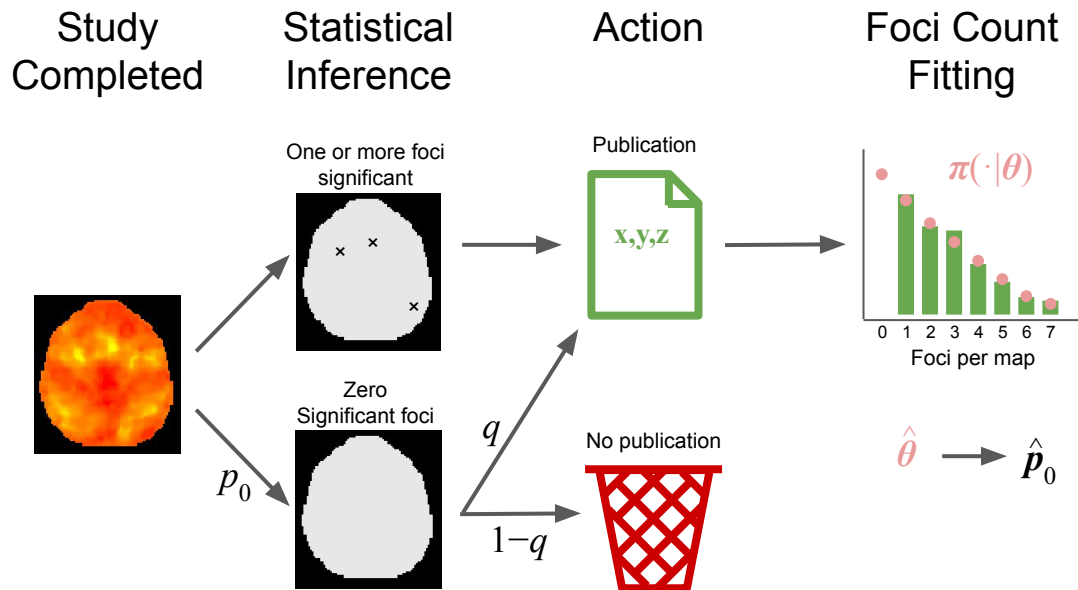 Study
Completed
Statistical
Inference
Action
Foci Count
Fitting
One or more foci
significant
Publication
x,y,z
π(·|θ)
0 1 2 3 4 5 6 7
Foci per map
p₀
Zero
Significant foci
q
1−q
No publication
θ̂
p̂₀